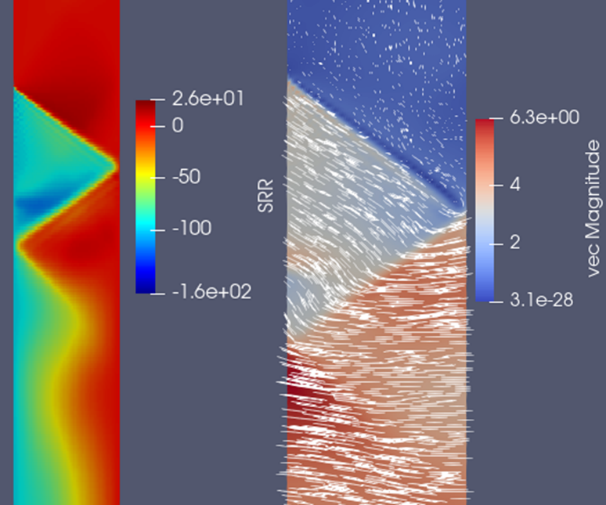 2.6e+01
0
-50
-100
-1.6e+02
SRR
6.3e+00
4
2
3.1e-28
vec Magnitude